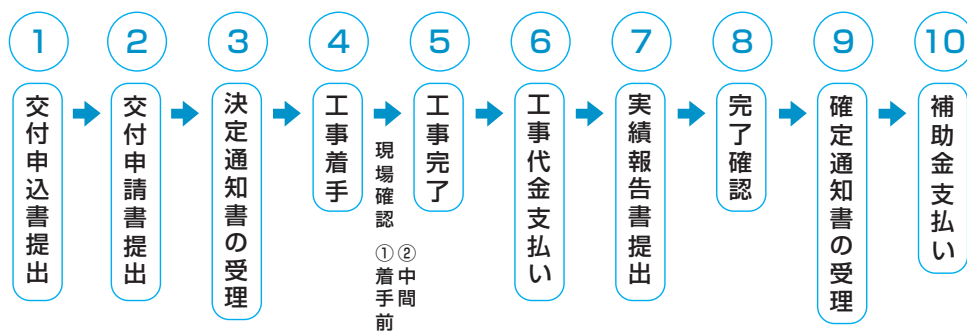 1
交付申込書提出
2
交付申請書提出
3
決定通知書の受理
4
工事着手
現場確認
①着手前
②中間
5
工事完了
6
工事代金支払い
7
実績報告書提出
8
完了確認
9
確定通知書の受理
10
補助金支払い